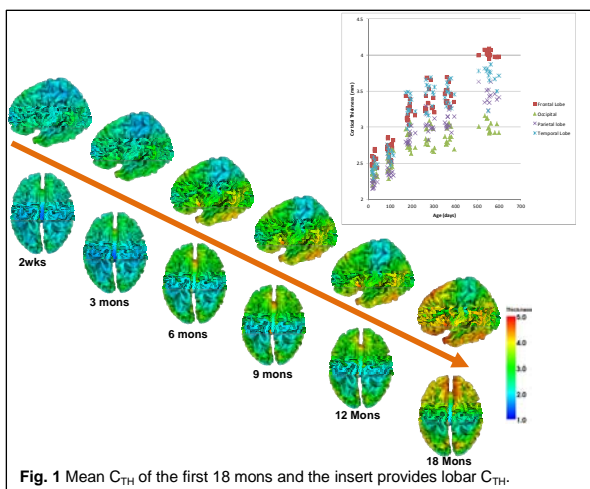 4.5
4
3.5
3
2.5
2
Cortical Thickness (mm)
0 100 200 300 400 500 600 700
Age (days)
Frontal Lobe
Occipital
Parietal Lobe
Temporal Lobe
2wks
3 mons
6 mons
9 mons
12 Mons
18 Mons
Thickness
5.0
4.0
3.0
2.0
1.0
Fig. 1 Mean CTH of the first 18 mons and the insert provides lobar CTH.